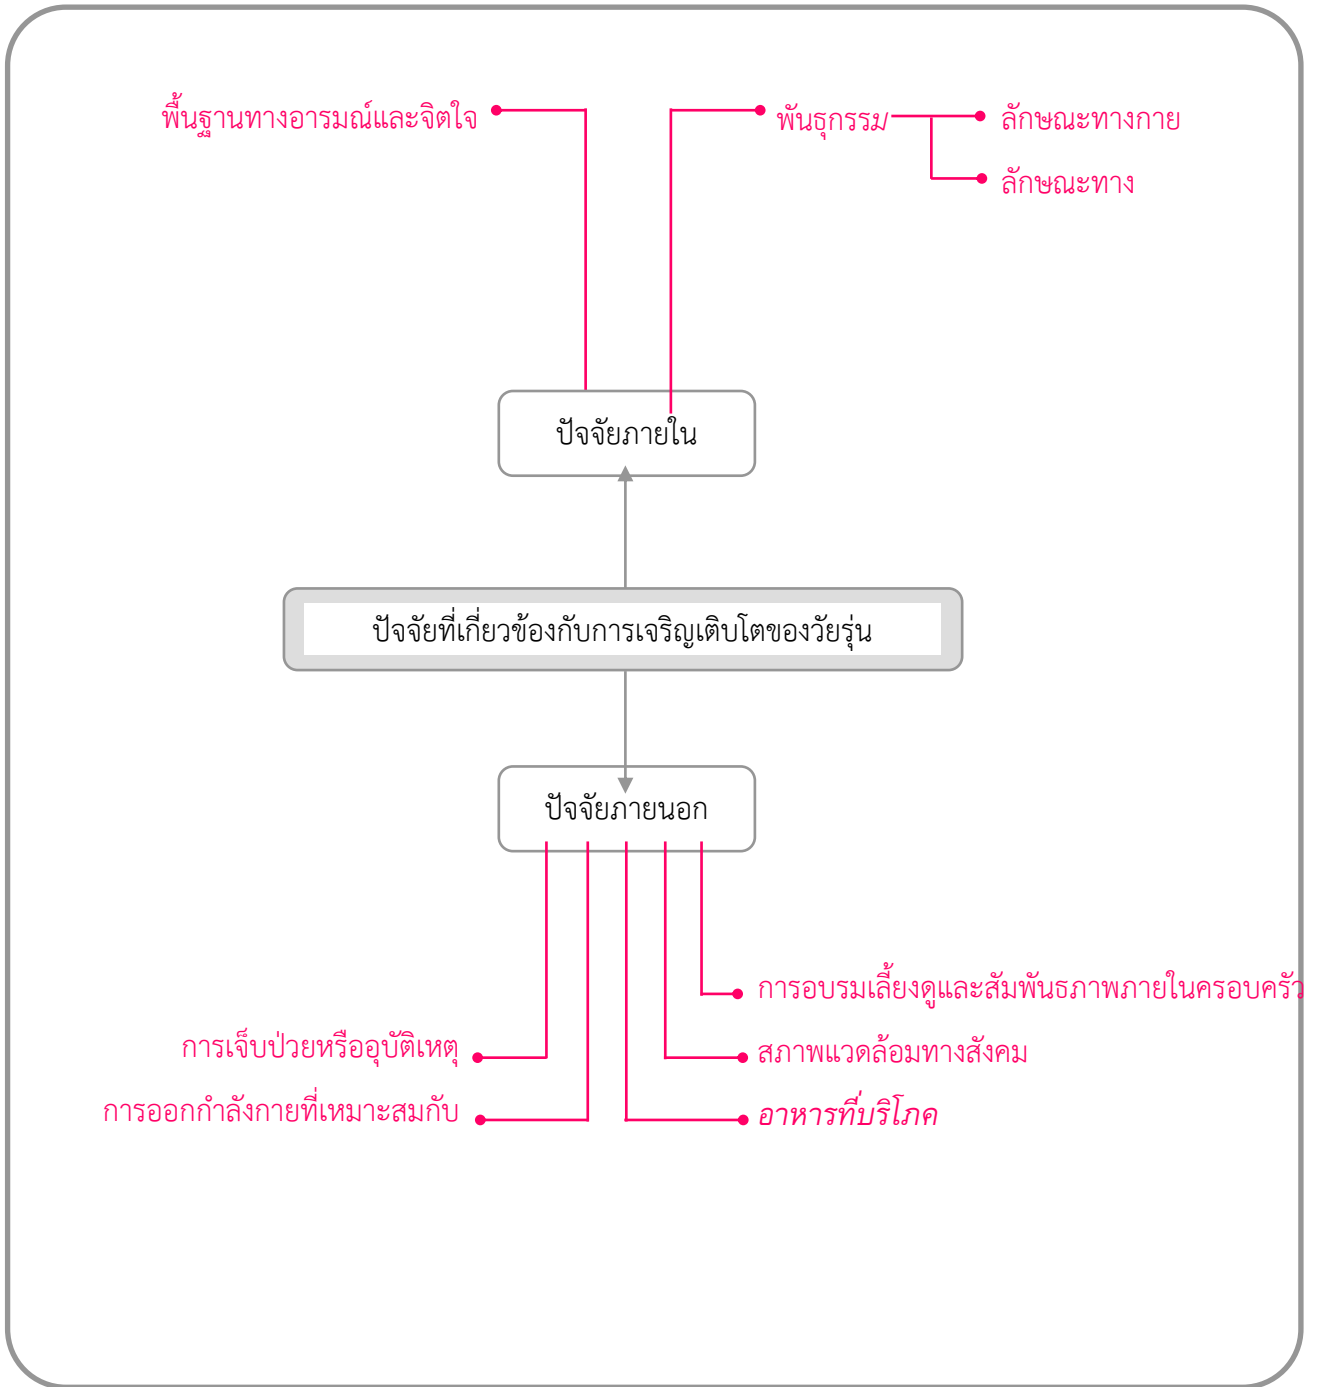 พื้นฐานทางอารมณ์และจิตใจ
พันธุกรรม
ลักษณะทางกาย
ลักษณะทาง
ปัจจัยภายใน
ปัจจัยที่เกี่ยวข้องกับการเจริญเติบโตของวัยรุ่น
ปัจจัยภายนอก
การอบรมเลี้ยงดูและสัมพันธภาพภายในครอบครัว
การเจ็บป่วยหรืออุบัติเหตุ
สภาพแวดล้อมทางสังคม
การออกกำลังกายที่เหมาะสมกับ
อาหารที่บริโภค